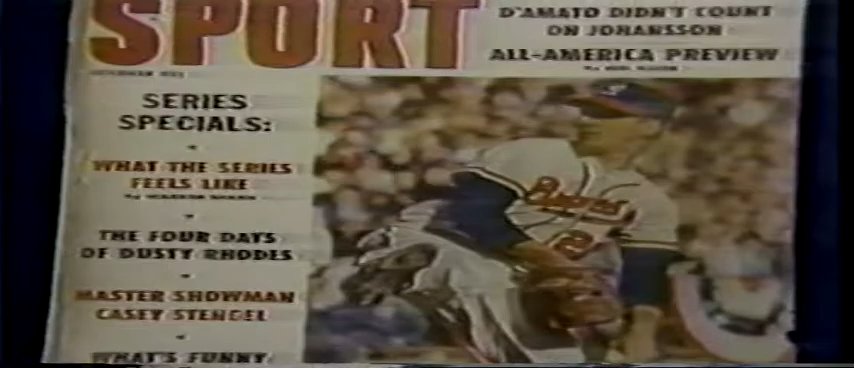 SPORT
D'AMATO DIDN'T COUNT
ON JOHANSSON
ALL-AMERICA PREVIEW
SERIES
SPECIALS:
WHAT THE SERIES
FEELS LIKE
THE FOUR DAYS
OF DUSTY RHODES
MASTER SHOWMAN
CASEY STENGEL
WHAT'S FUNNY
Braves
21